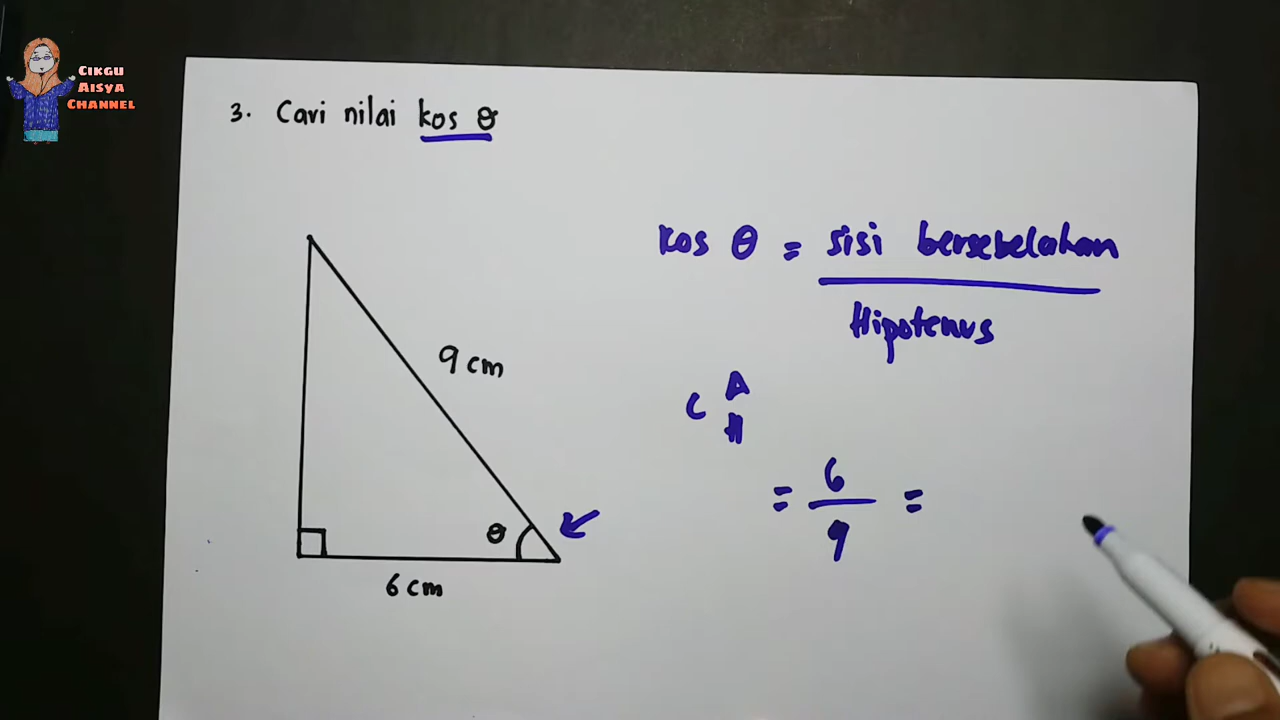 Cikgu
Aisya
Channel
3. Cari nilai kos θ
kos θ = sisi bersebelahan
Hipotenus
9 cm
C A
H
= 6 =
9
θ
6 cm